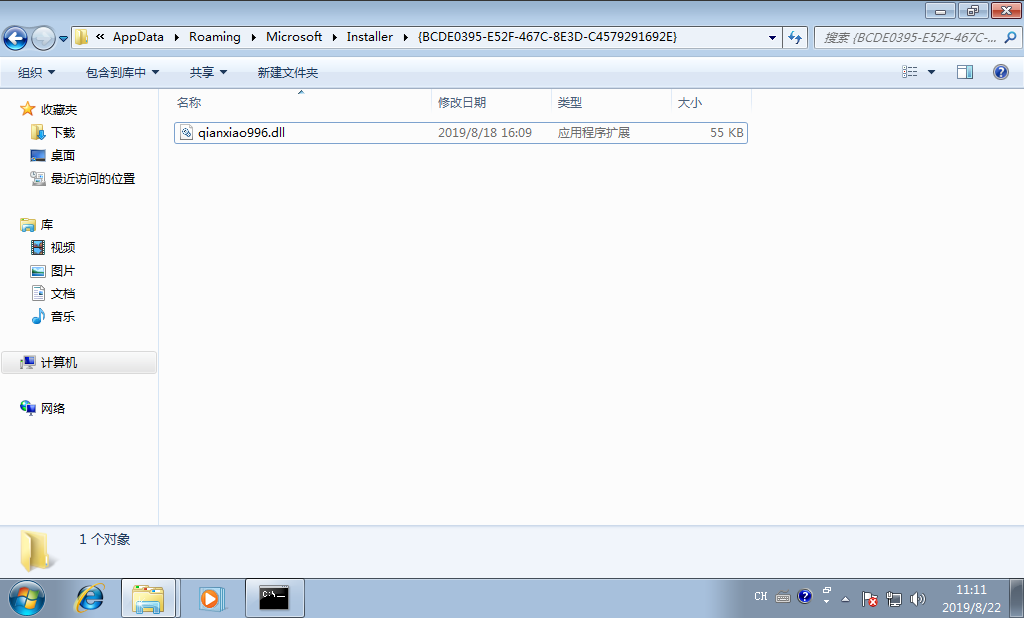 « AppData ▸ Roaming ▸ Microsoft ▸ Installer ▸ {BCDE0395-E52F-467C-8E3D-C4579291692E}
搜索 {BCDE0395-E52F-467C-...
组织 包含到库中 共享 新建文件夹
名称 修改日期 类型 大小
qianxiao996.dll 2019/8/18 16:09 应用程序扩展 55 KB
收藏夹
下载
桌面
最近访问的位置
库
视频
图片
文档
音乐
计算机
网络
1 个对象
C:\_
CH
11:11
2019/8/22